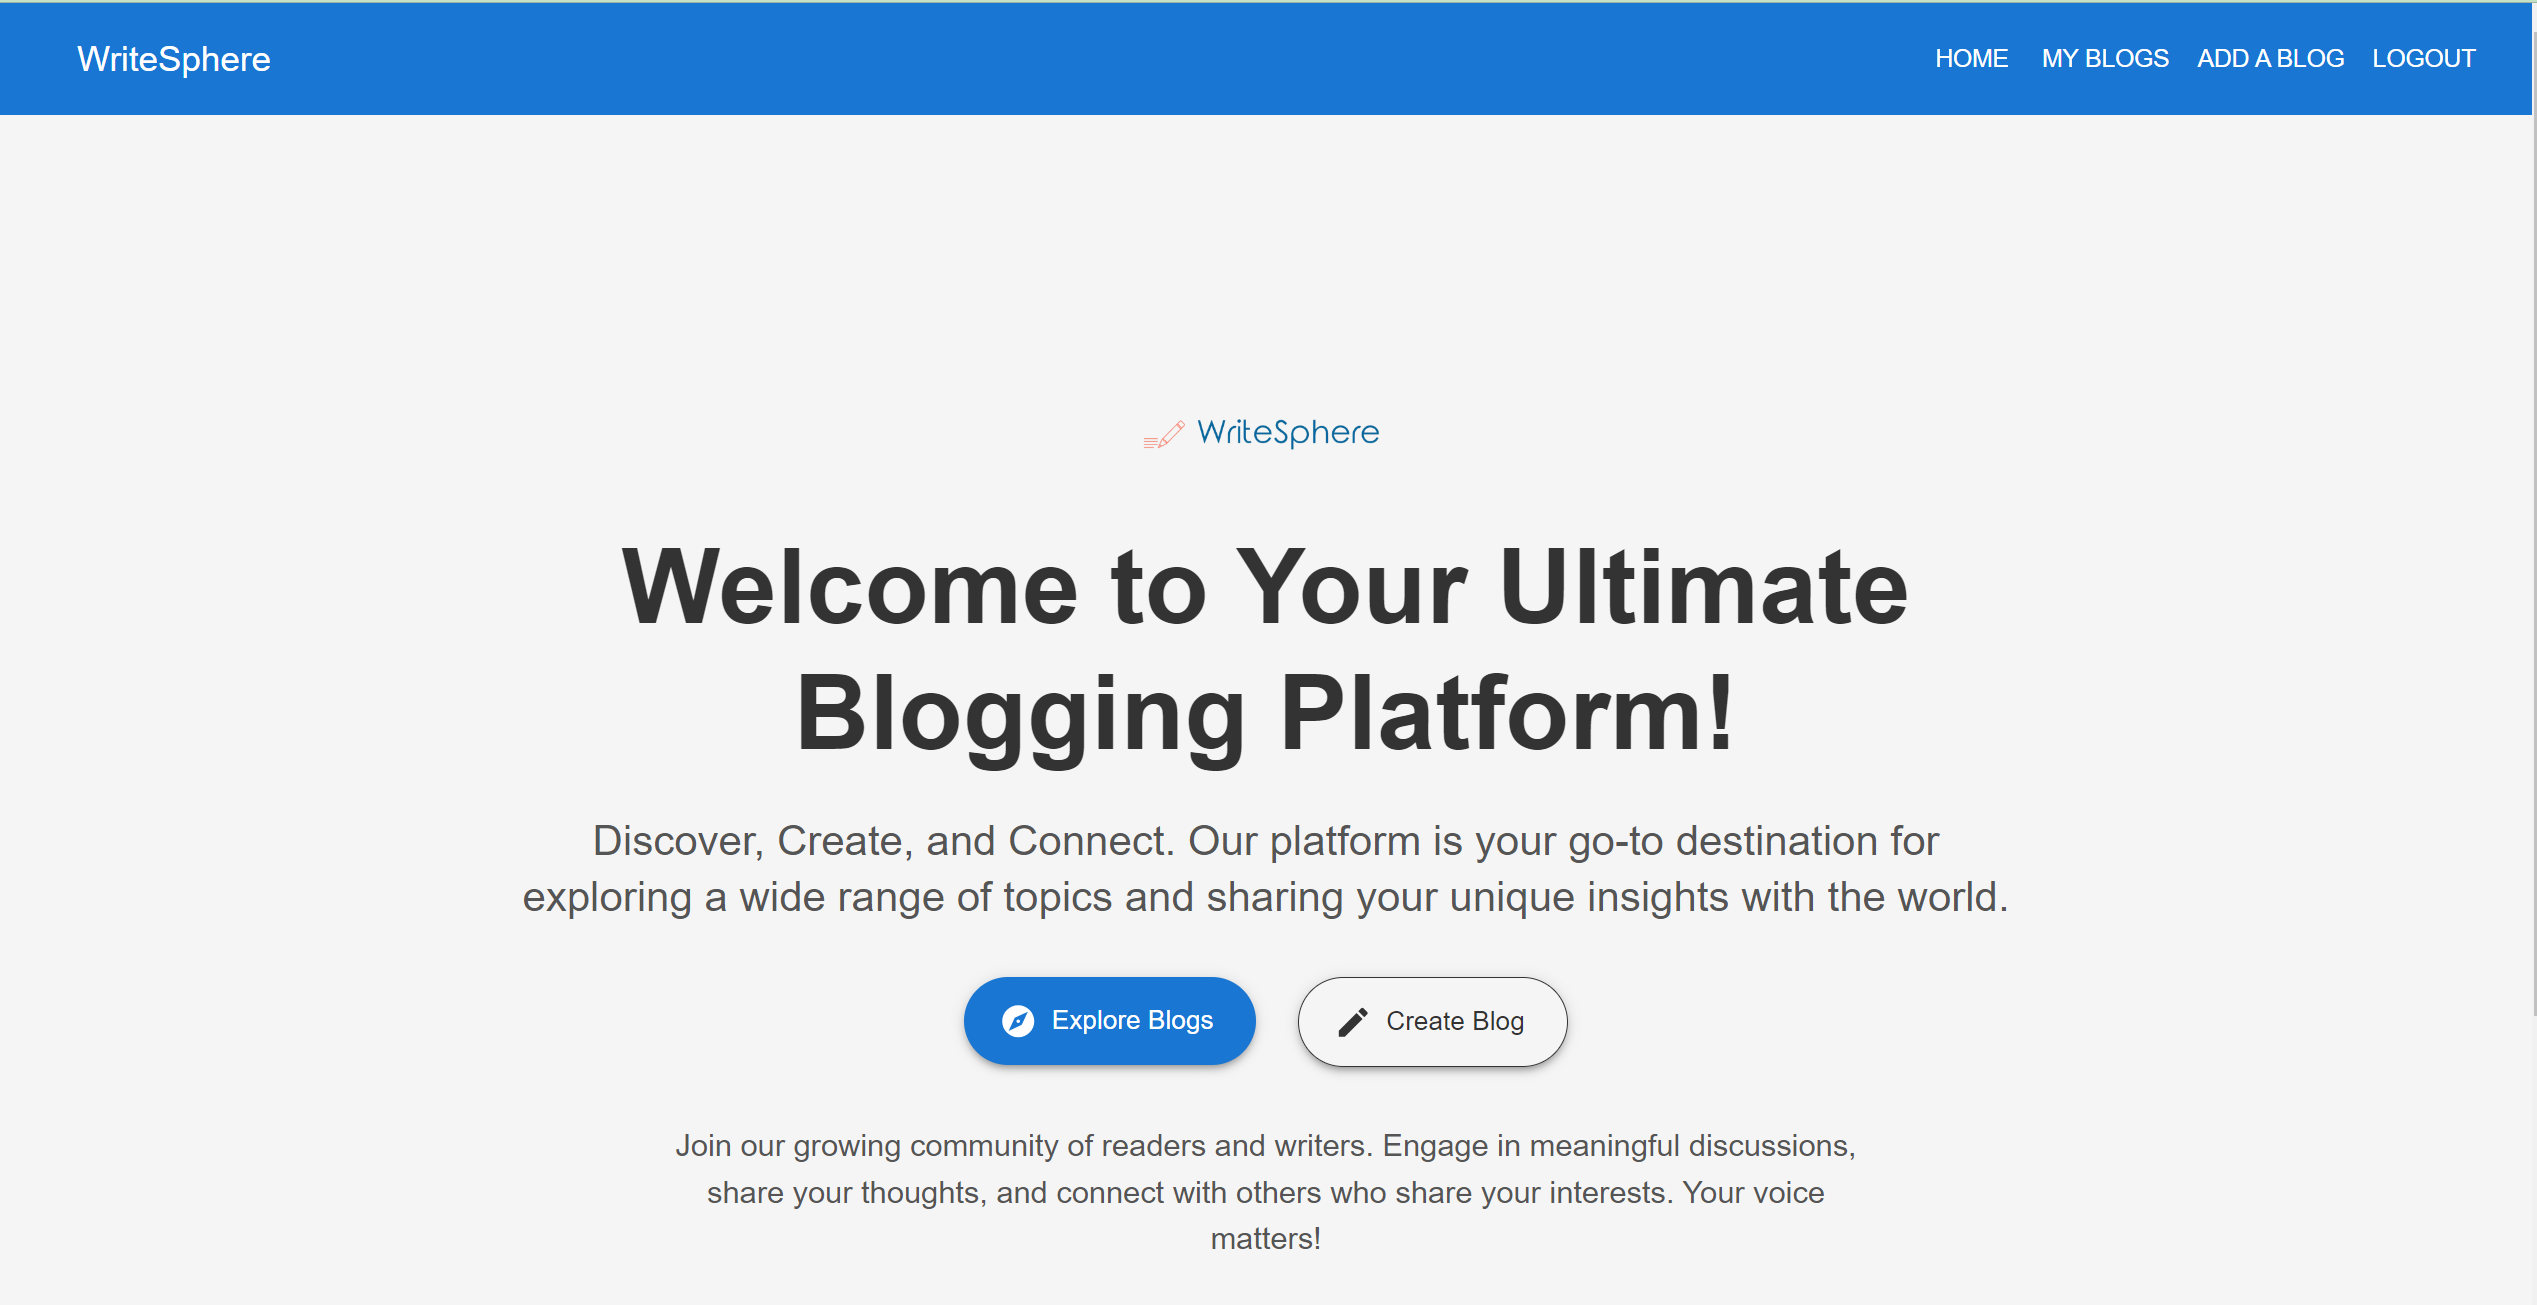 WriteSphere
HOME MY BLOGS ADD A BLOG LOGOUT
WriteSphere
Welcome to Your Ultimate
Blogging Platform!
Discover, Create, and Connect. Our platform is your go-to destination for
exploring a wide range of topics and sharing your unique insights with the world.
Explore Blogs
Create Blog
Join our growing community of readers and writers. Engage in meaningful discussions,
share your thoughts, and connect with others who share your interests. Your voice
matters!